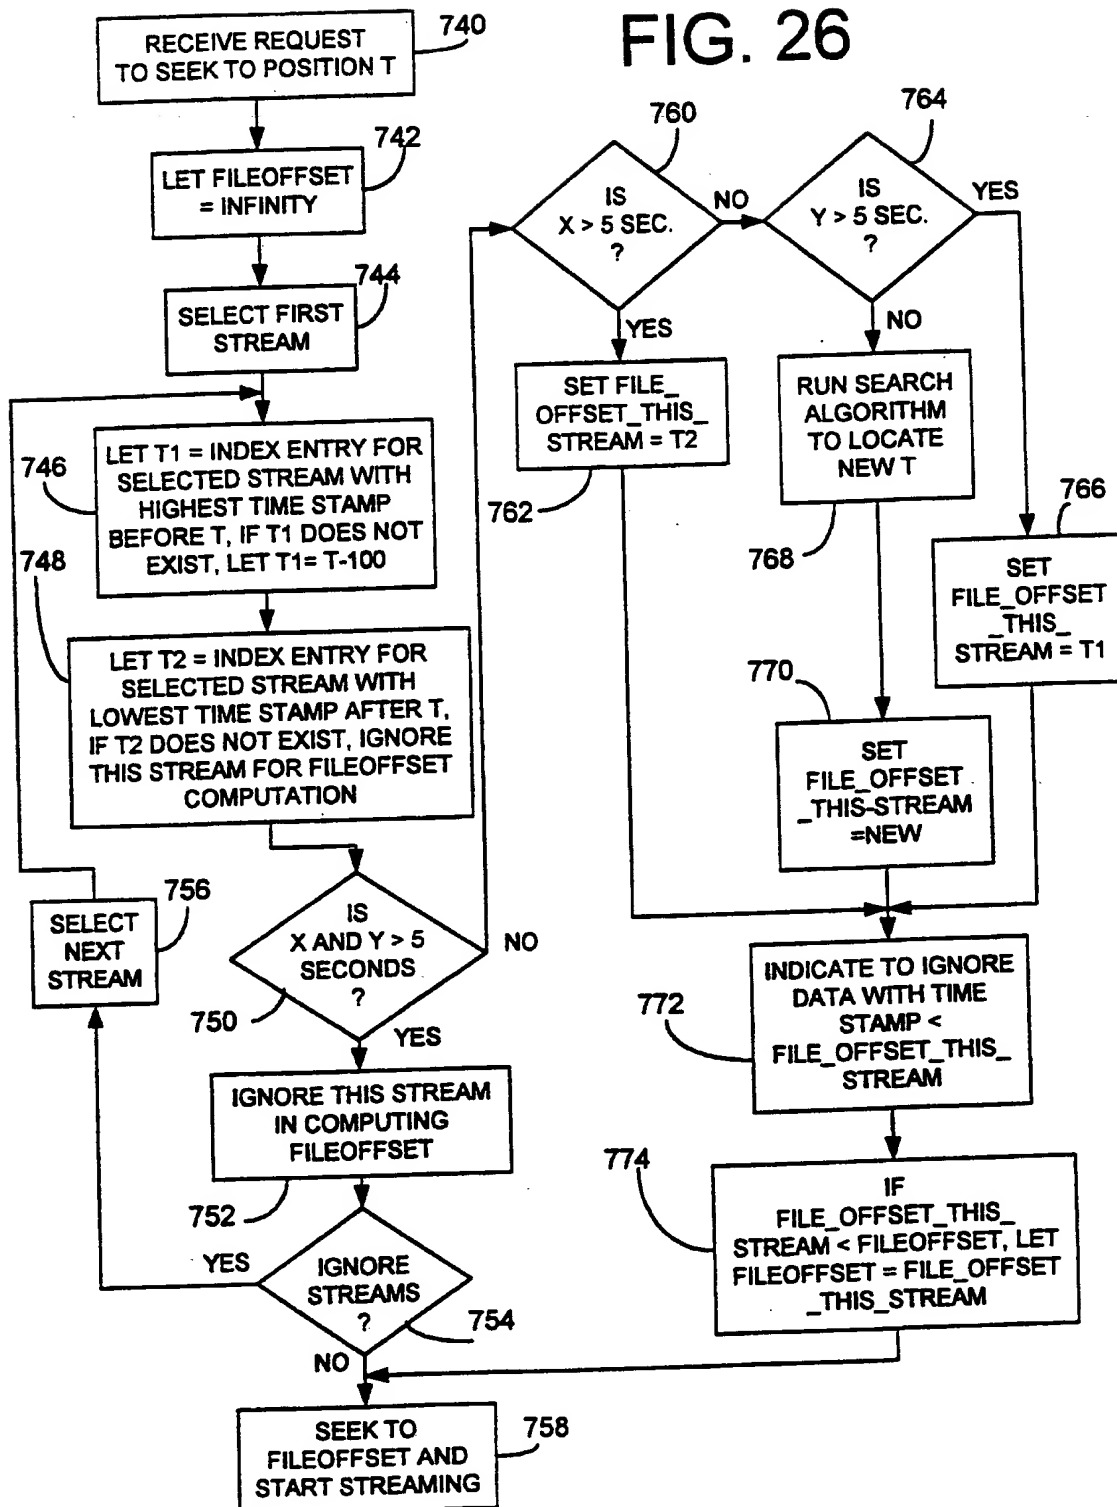 FIG. 26
740
RECEIVE REQUEST
TO SEEK TO POSITION T
742
LET FILEOFFSET
= INFINITY
744
SELECT FIRST
STREAM
746
LET T1 = INDEX ENTRY FOR
SELECTED STREAM WITH
HIGHEST TIME STAMP
BEFORE T, IF T1 DOES NOT
EXIST, LET T1= T-100
748
LET T2 = INDEX ENTRY FOR
SELECTED STREAM WITH
LOWEST TIME STAMP AFTER T,
IF T2 DOES NOT EXIST, IGNORE
THIS STREAM FOR FILEOFFSET
COMPUTATION
756
SELECT
NEXT
STREAM
IS
X AND Y > 5
SECONDS
?
NO
750
YES
IGNORE THIS STREAM
IN COMPUTING
FILEOFFSET
752
YES
IGNORE
STREAMS
?
754
NO
SEEK TO
FILEOFFSET AND
START STREAMING
758
760
IS
X > 5 SEC.
?
NO
YES
SET FILE_
OFFSET_THIS_
STREAM = T2
762
764
IS
Y > 5 SEC.
?
YES
NO
RUN SEARCH
ALGORITHM
TO LOCATE
NEW T
768
766
SET
FILE_OFFSET
_THIS_
STREAM = T1
770
SET
FILE_OFFSET
_THIS-STREAM
=NEW
772
INDICATE TO IGNORE
DATA WITH TIME
STAMP <
FILE_OFFSET_THIS_
STREAM
774
IF
FILE_OFFSET_THIS_
STREAM < FILEOFFSET, LET
FILEOFFSET = FILE_OFFSET
_THIS_STREAM